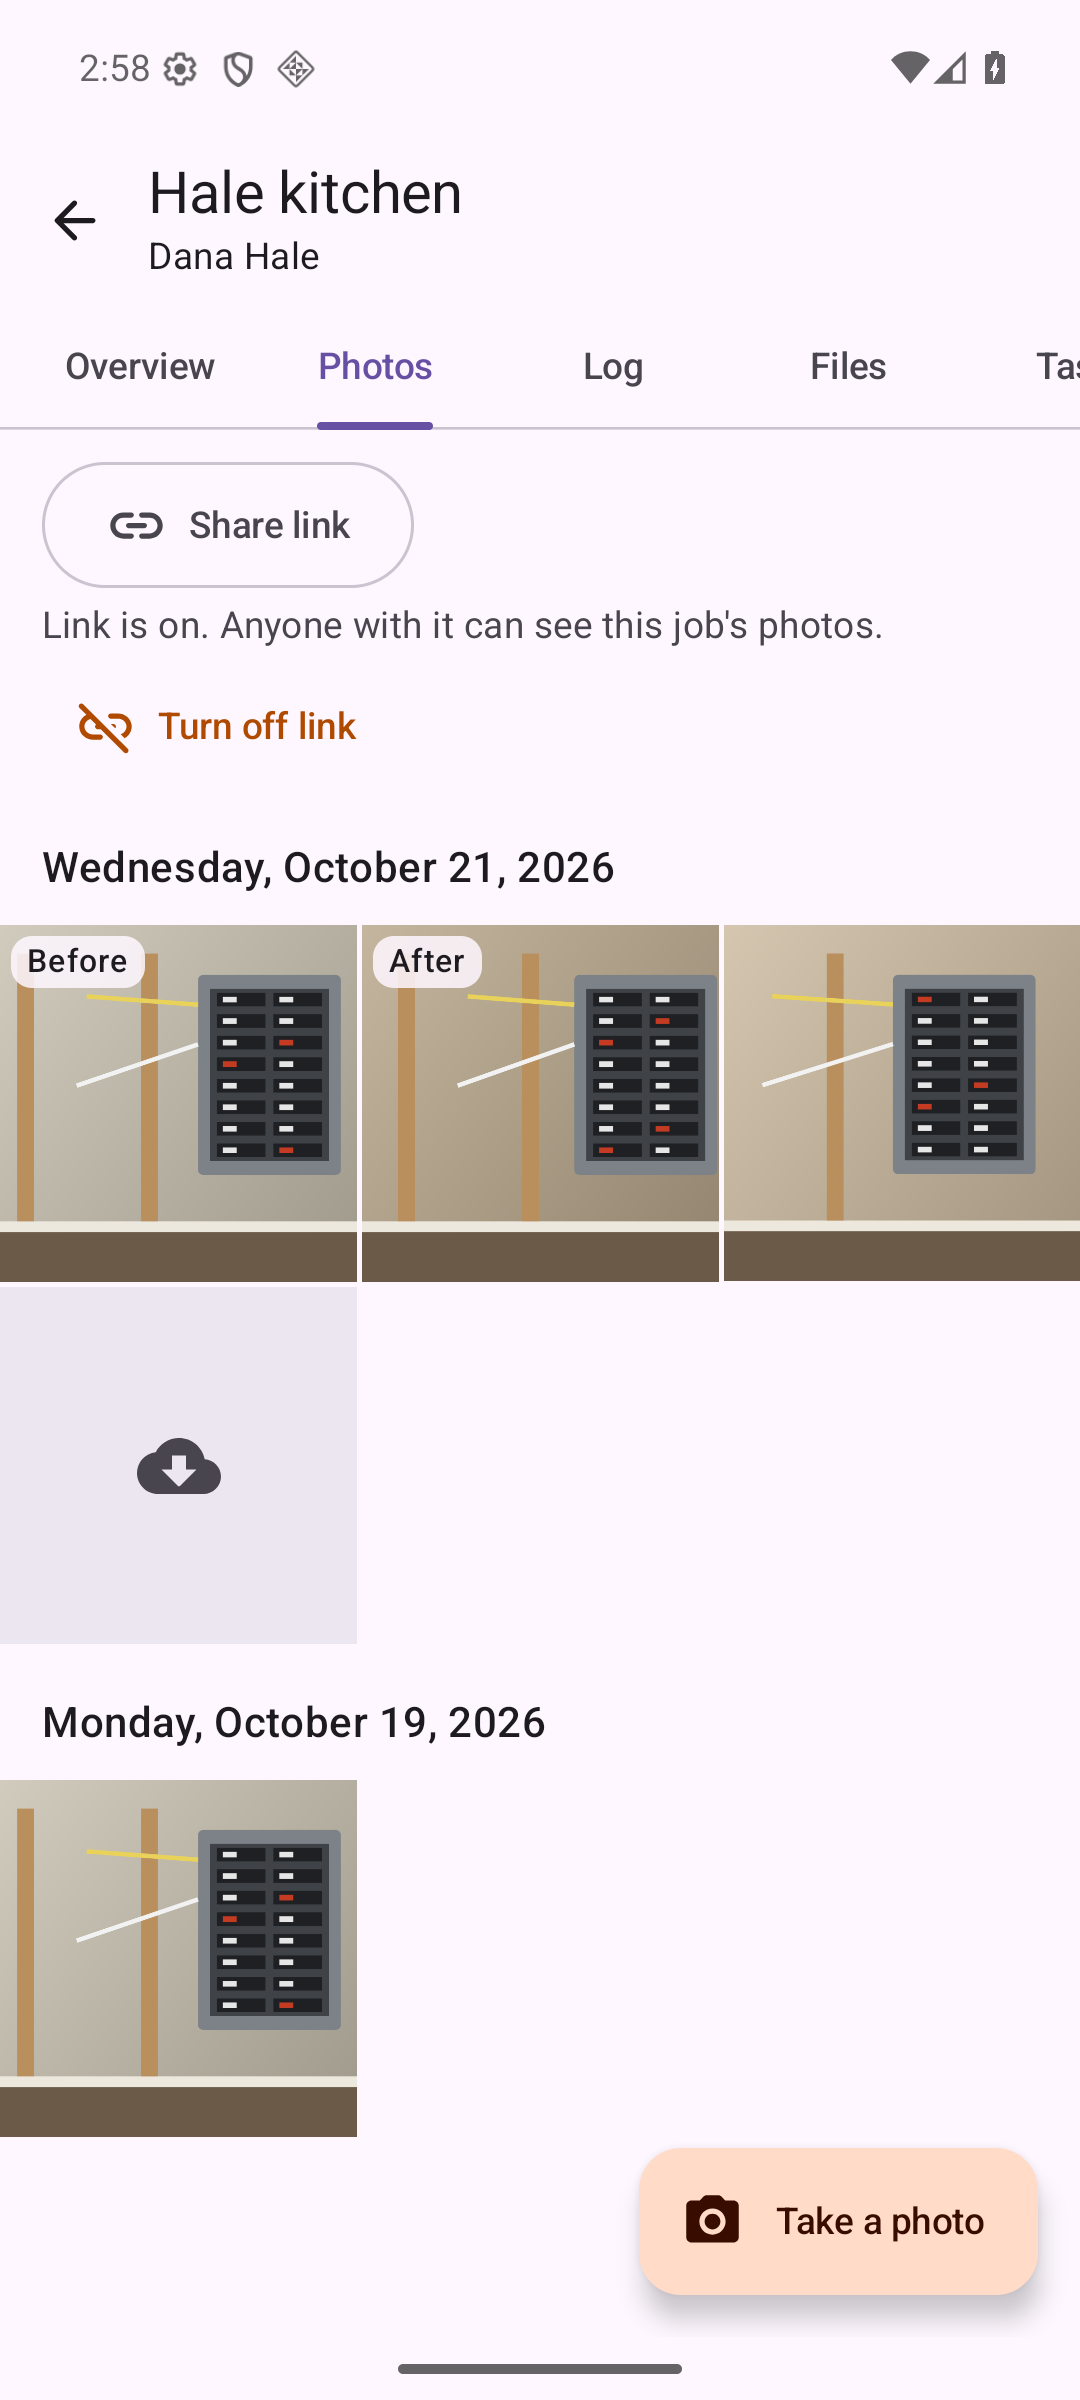 2:58
Hale kitchen
Dana Hale
Overview
Photos
Log
Files
Tas
Share link
Link is on. Anyone with it can see this job's photos.
Turn off link
Wednesday, October 21, 2026
Before
After
Monday, October 19, 2026
Take a photo